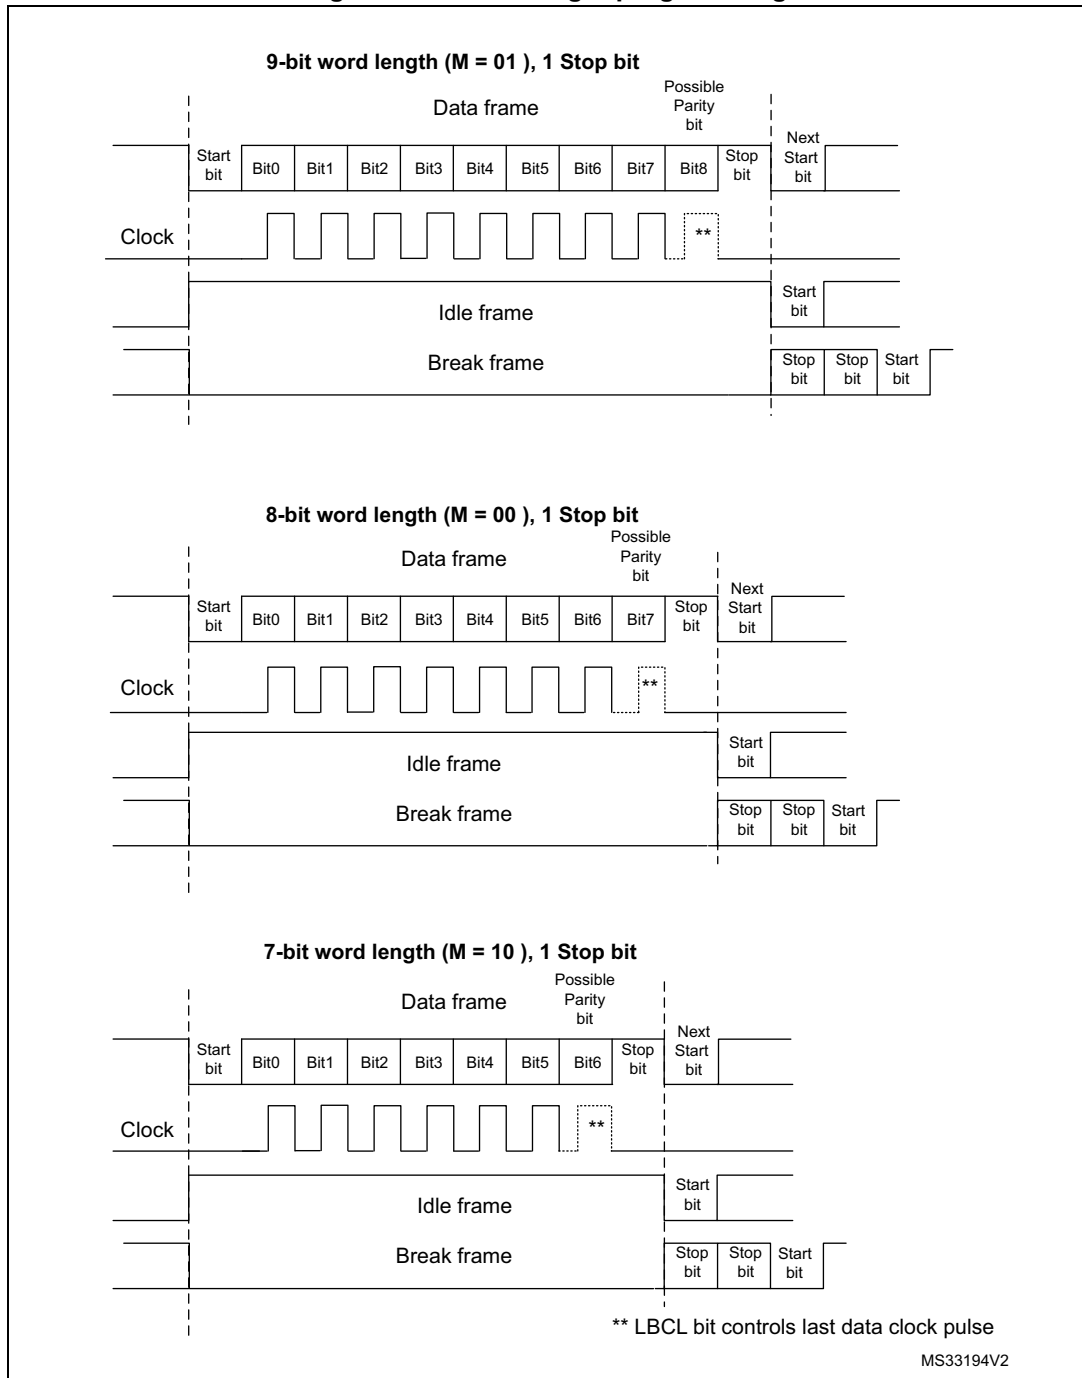 9-bit word length (M = 01 ), 1 Stop bit
Data frame
Possible
Parity
bit
Start
bit
Bit0 Bit1 Bit2 Bit3 Bit4 Bit5 Bit6 Bit7 Bit8
Stop
bit
Next
Start
bit
Clock
**
Idle frame
Start
bit
Break frame
Stop
bit
Stop
bit
Start
bit
8-bit word length (M = 00 ), 1 Stop bit
Data frame
Possible
Parity
bit
Start
bit
Bit0 Bit1 Bit2 Bit3 Bit4 Bit5 Bit6 Bit7
Stop
bit
Next
Start
bit
Clock
**
Idle frame
Start
bit
Break frame
Stop
bit
Stop
bit
Start
bit
7-bit word length (M = 10 ), 1 Stop bit
Data frame
Possible
Parity
bit
Start
bit
Bit0 Bit1 Bit2 Bit3 Bit4 Bit5 Bit6
Stop
bit
Next
Start
bit
Clock
**
Idle frame
Start
bit
Break frame
Stop
bit
Stop
bit
Start
bit
** LBCL bit controls last data clock pulse
MS33194V2